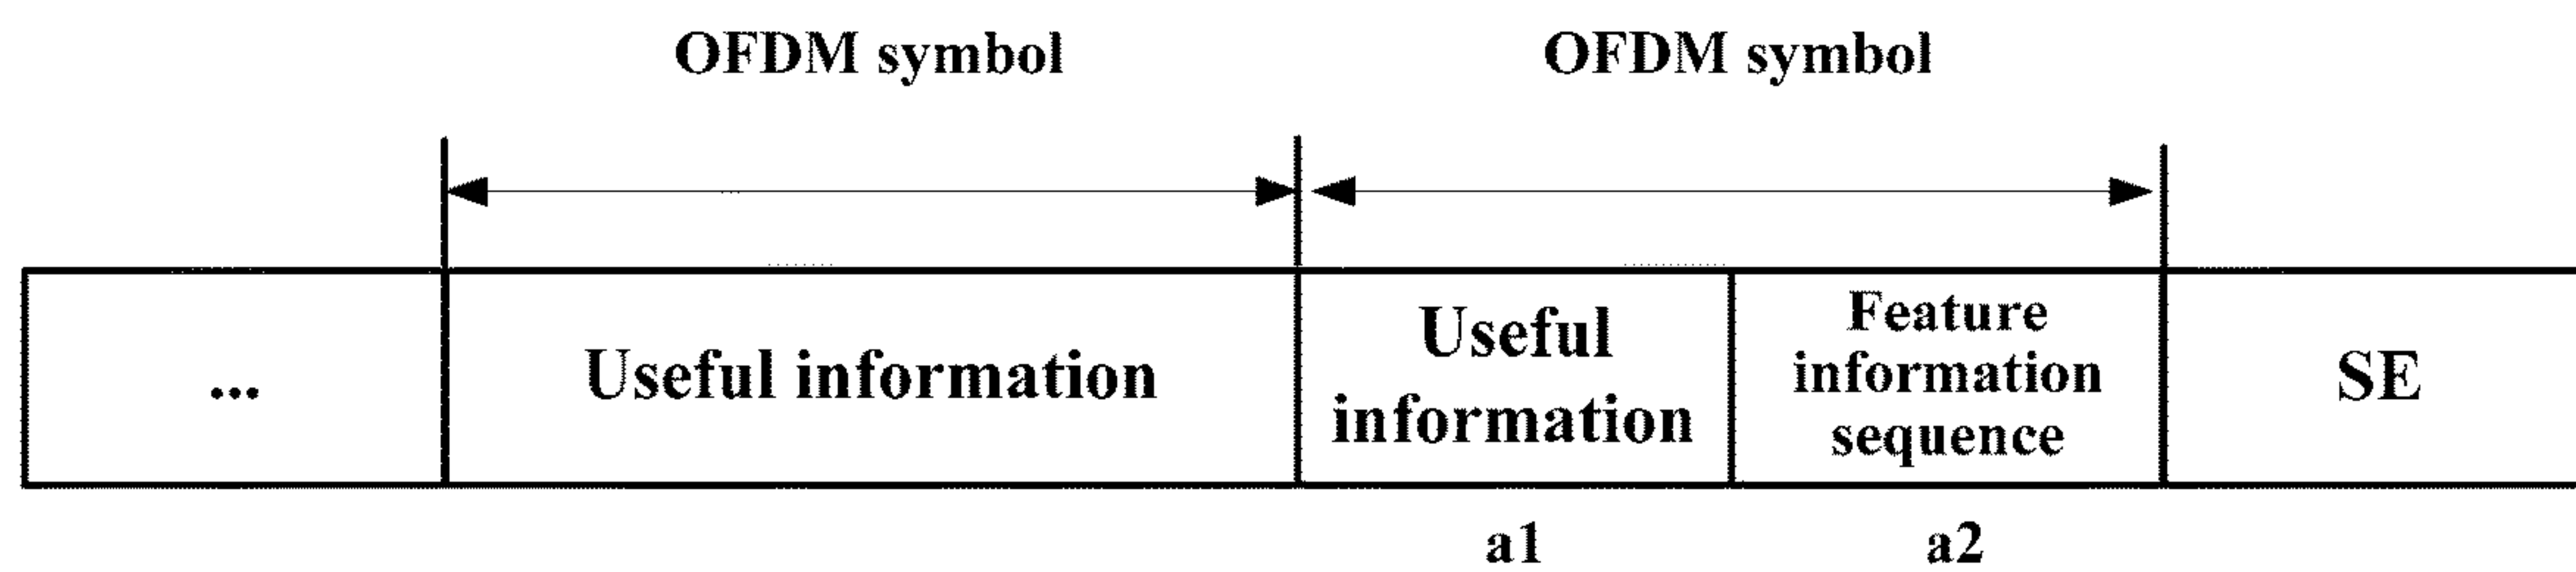 OFDM symbol
OFDM symbol
...
Useful information
Useful
information
Feature
information
sequence
SE
a1
a2